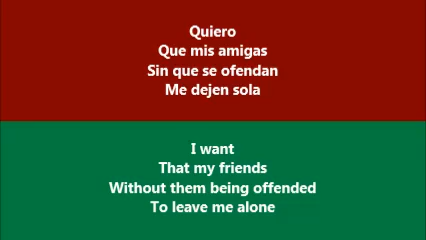 Quiero
Que mis amigas
Sin que se ofendan
Me dejen sola
I want
That my friends
Without them being offended
To leave me alone